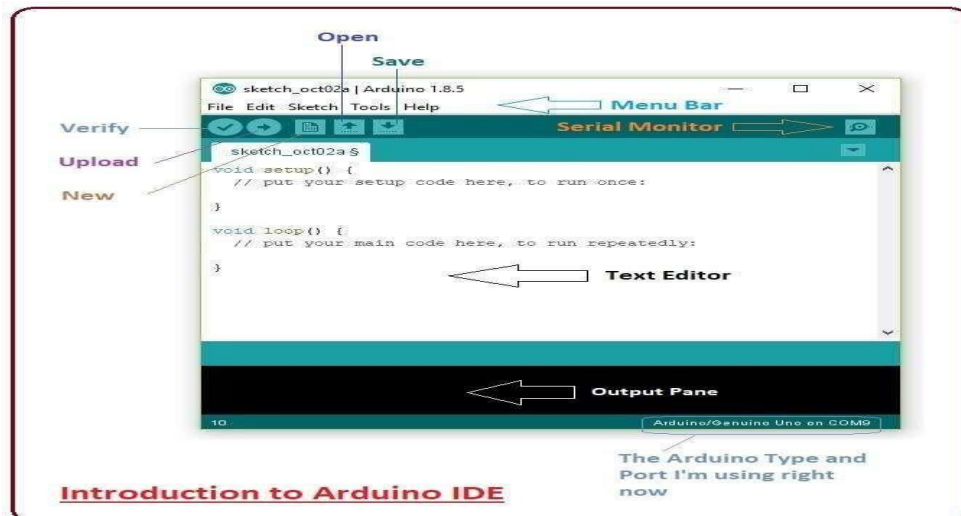 Open
Save
sketch_oct02a | Arduino 1.8.5
File Edit Sketch Tools Help
Menu Bar
Verify
Serial Monitor
Upload
sketch_oct02a §
New
void setup() {
// put your setup code here, to run once:
}
void loop() {
// put your main code here, to run repeatedly:
}
Text Editor
Output Pane
10
Arduino/Genuino Uno on COM9
The Arduino Type and
Port I'm using right
now
Introduction to Arduino IDE